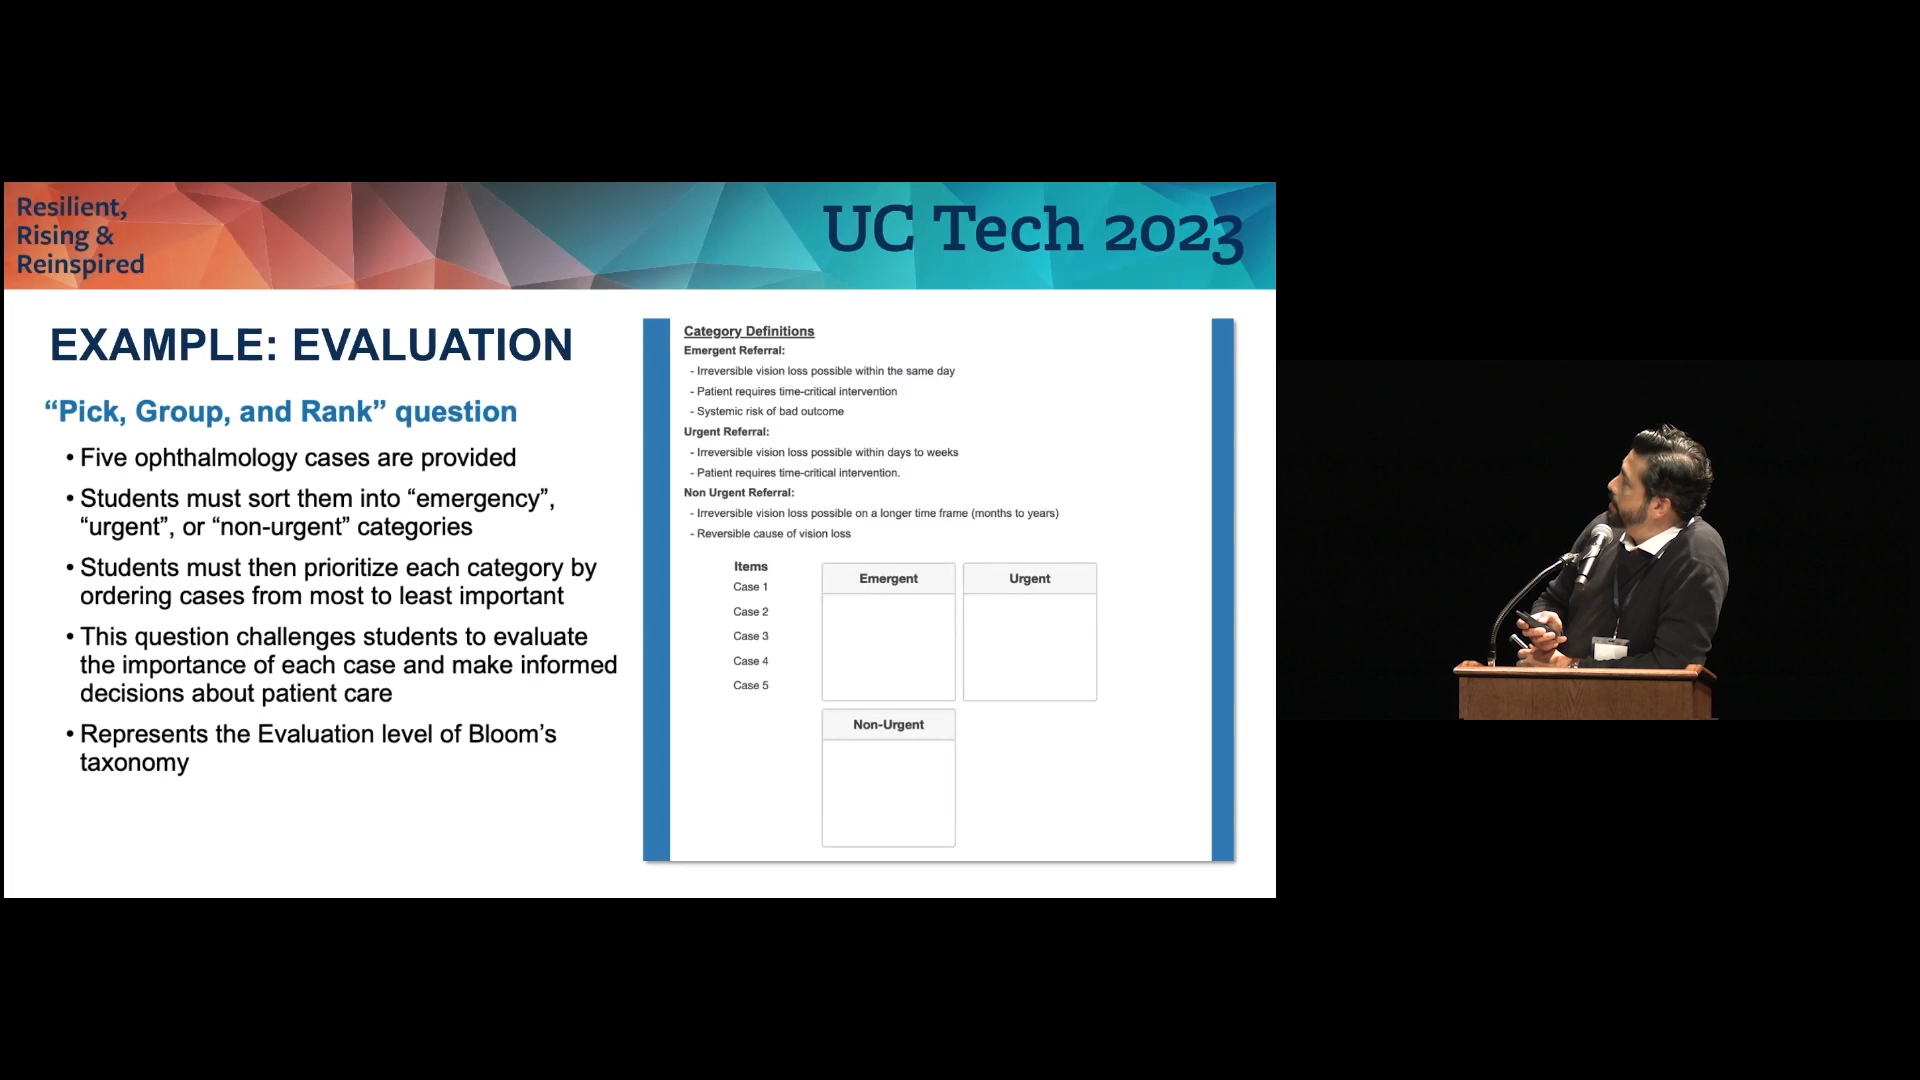 Resilient,
Rising &
Reinspired
UC Tech 2023
EXAMPLE: EVALUATION
“Pick, Group, and Rank” question
• Five ophthalmology cases are provided
• Students must sort them into “emergency”,
“urgent”, or “non-urgent” categories
• Students must then prioritize each category by
ordering cases from most to least important
• This question challenges students to evaluate
the importance of each case and make informed
decisions about patient care
• Represents the Evaluation level of Bloom’s
taxonomy
Category Definitions
Emergent Referral:
- Irreversible vision loss possible within the same day
- Patient requires time-critical intervention
- Systemic risk of bad outcome
Urgent Referral:
- Irreversible vision loss possible within days to weeks
- Patient requires time-critical intervention.
Non Urgent Referral:
- Irreversible vision loss possible on a longer time frame (months to years)
- Reversible cause of vision loss
Items
Case 1
Case 2
Case 3
Case 4
Case 5
Emergent
Urgent
Non-Urgent